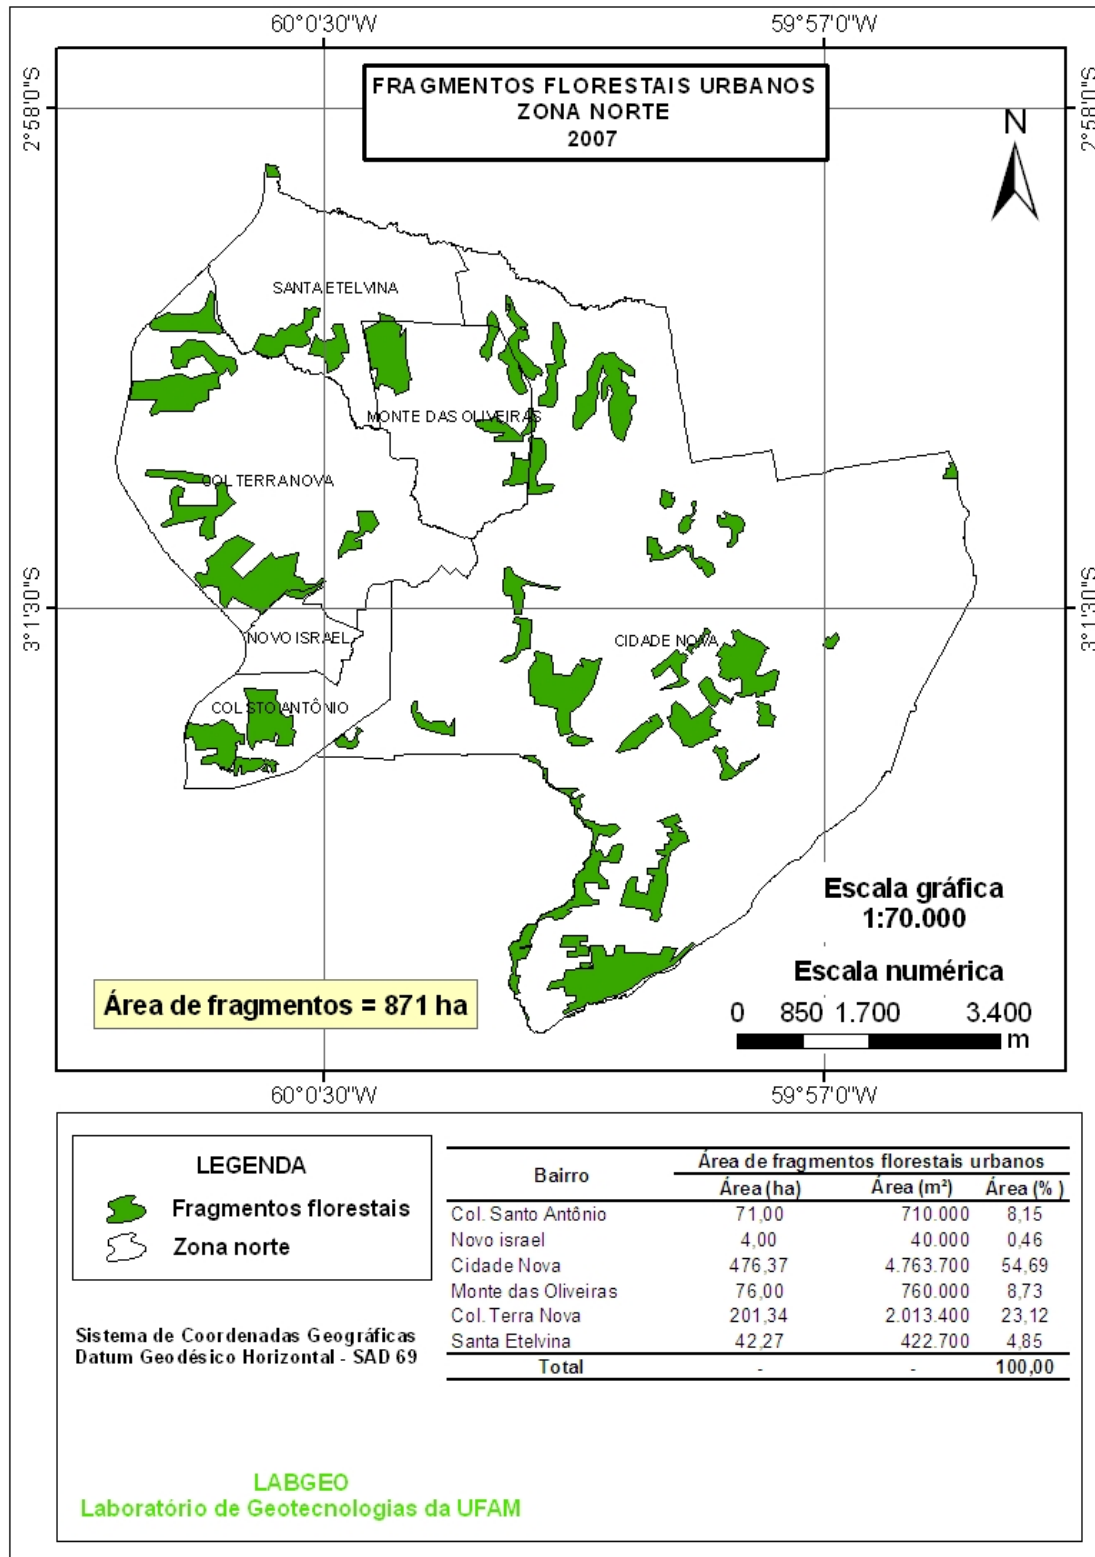 60°0'30"W 59°57'0"W
2°58'0"S 2°58'0"S
FRAGMENTOS FLORESTAIS URBANOS
ZONA NORTE
2007
N
SANTA ETELVINA
MONTE DAS OLIVEIRAS
COL TERRA NOVA
3°1'30"S 3°1'30"S
NOVO ISRAEL
CIDADE NOVA
COL STO ANTÔNIO
Escala gráfica
1:70.000
Escala numérica
Área de fragmentos = 871 ha
0 850 1.700 3.400
m
60°0'30"W 59°57'0"W
LEGENDA
Fragmentos florestais
Zona norte
Sistema de Coordenadas Geográficas
Datum Geodésico Horizontal - SAD 69
Bairro Área de fragmentos florestais urbanos
Área (ha) Área (m²) Área (%)
Col. Santo Antônio 71,00 710.000 8,15
Novo israel 4,00 40.000 0,46
Cidade Nova 476,37 4.763.700 54,69
Monte das Oliveiras 76,00 760.000 8,73
Col. Terra Nova 201,34 2.013.400 23,12
Santa Etelvina 42,27 422.700 4,85
Total - - 100,00
LABGEO
Laboratório de Geotecnologias da UFAM